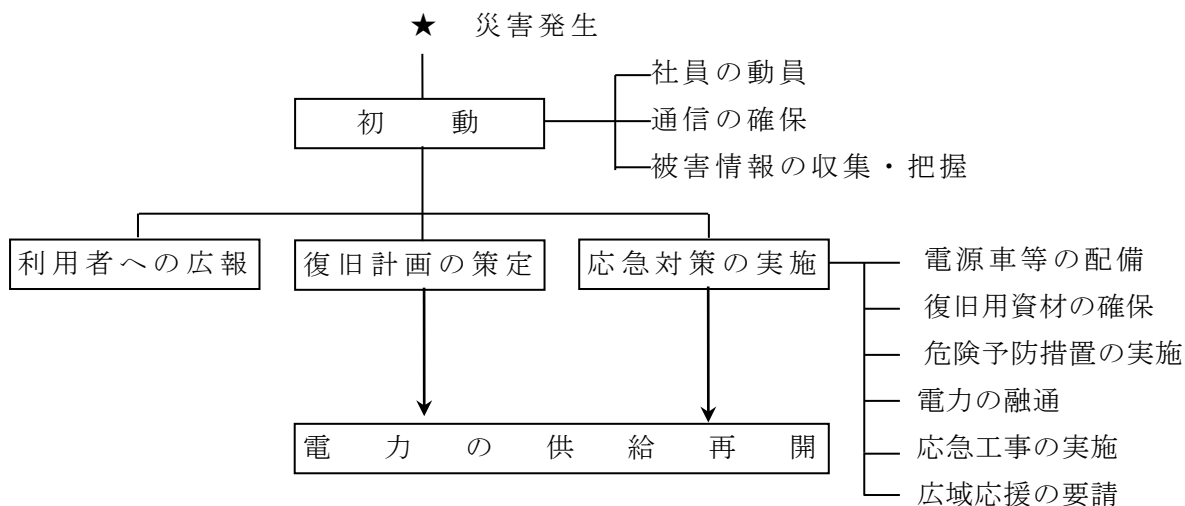 ★ 災害発生
社員の動員
初動
通信の確保
被害情報の収集・把握
利用者への広報
復旧計画の策定
応急対策の実施
電源車等の配備
復旧用資材の確保
危険予防措置の実施
電力の融通
電力の供給再開
応急工事の実施
広域応援の要請